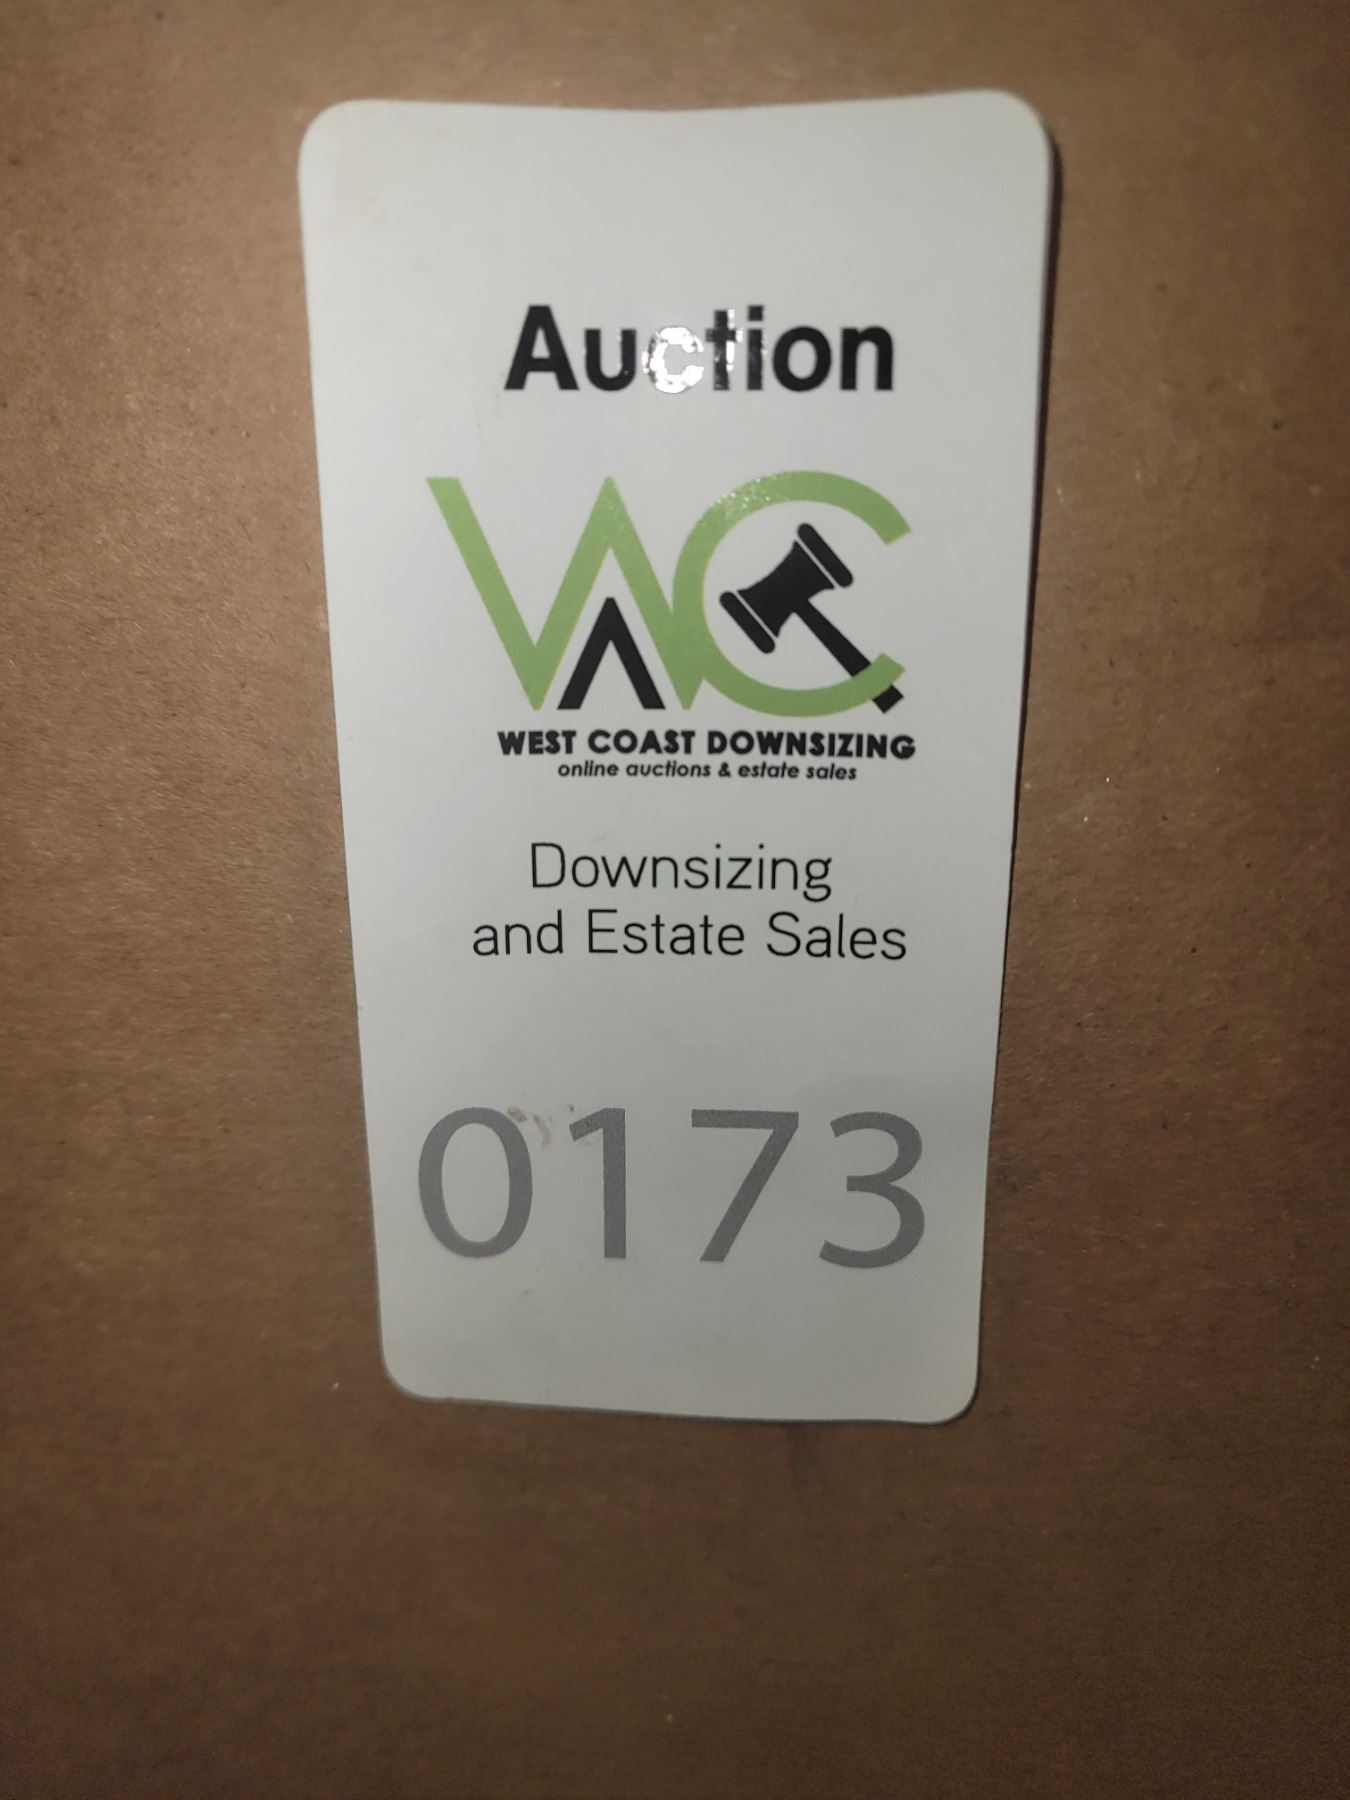 Auction
WC
WEST COAST DOWNSIZING
online auctions & estate sales
Downsizing
and Estate Sales
0173